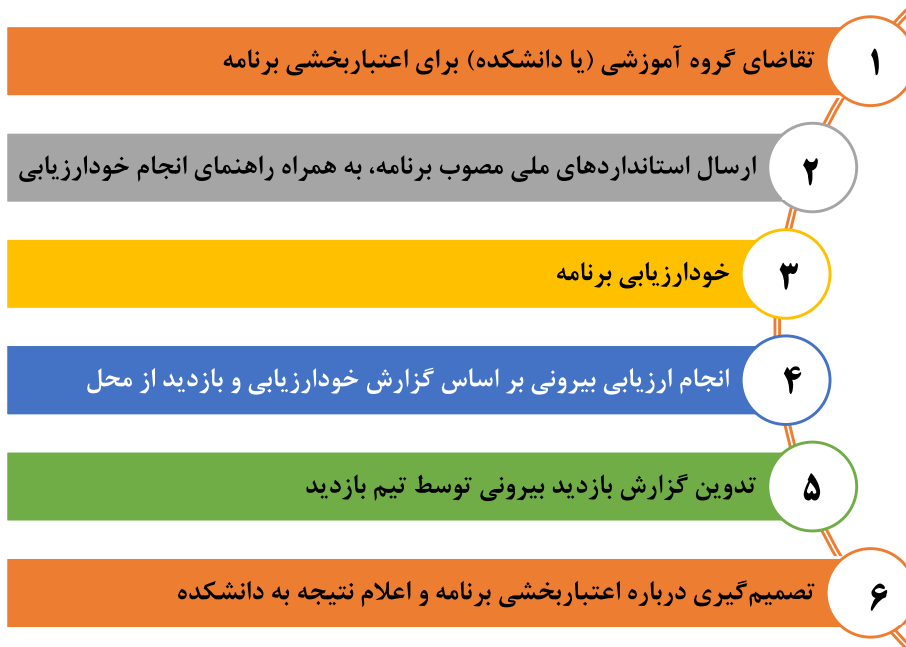 ۱
تقاضای گروه آموزشی (یا دانشکده) برای اعتباربخشی برنامه
۲
ارسال استانداردهای ملی مصوب برنامه، به همراه راهنمای انجام خودارزیابی
۳
خودارزیابی برنامه
۴
انجام ارزیابی بیرونی بر اساس گزارش خودارزیابی و بازدید از محل
۵
تدوین گزارش بازدید بیرونی توسط تیم بازدید
۶
تصمیم‌گیری درباره اعتباربخشی برنامه و اعلام نتیجه به دانشکده